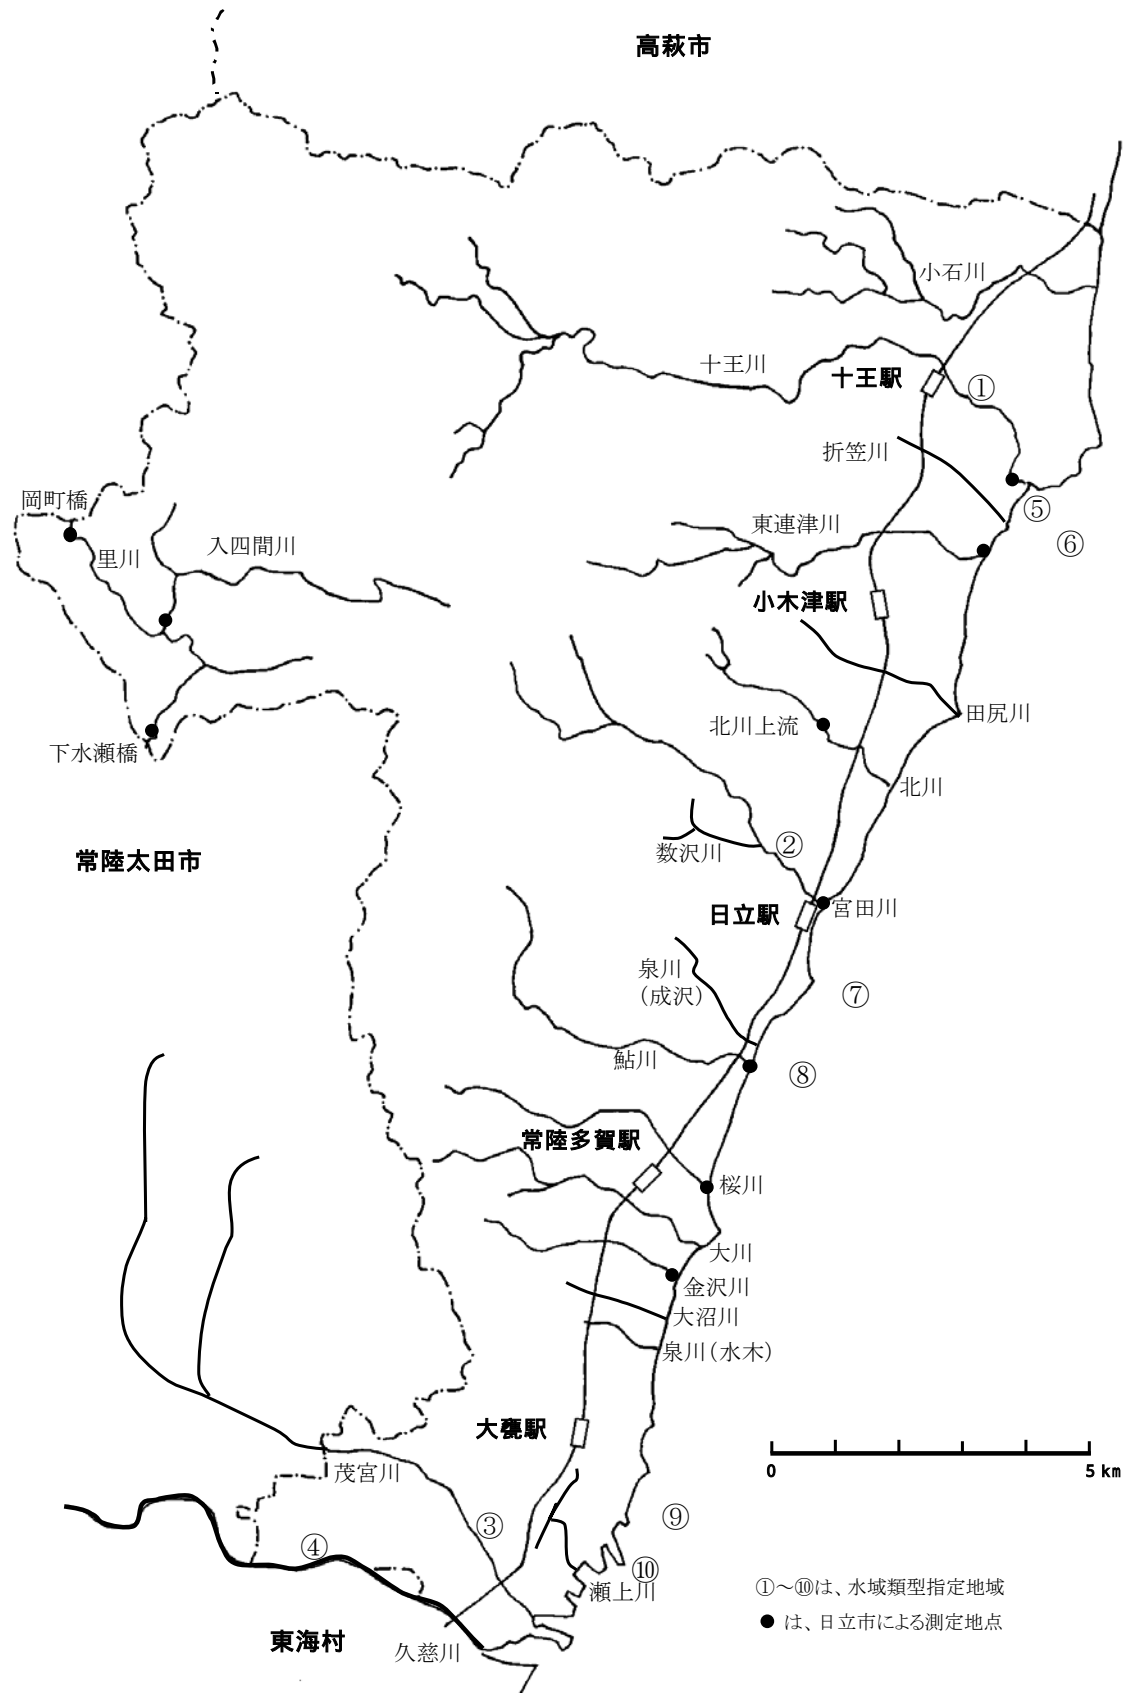 高萩市
小石川
十王川
十王駅
①
折笠川
岡町橋
⑤
東連津川
⑥
里川
入四間川
小木津駅
田尻川
北川上流
下水瀬橋
北川
常陸太田市
数沢川
②
日立駅
宮田川
泉川
(成沢)
⑦
鮎川
⑧
常陸多賀駅
桜川
大川
金沢川
大沼川
泉川(水木)
大甕駅
0
5 km
茂宮川
③
⑨
④
⑩
瀬上川
①～⑩は、水域類型指定地域
● は、日立市による測定地点
東海村
久慈川